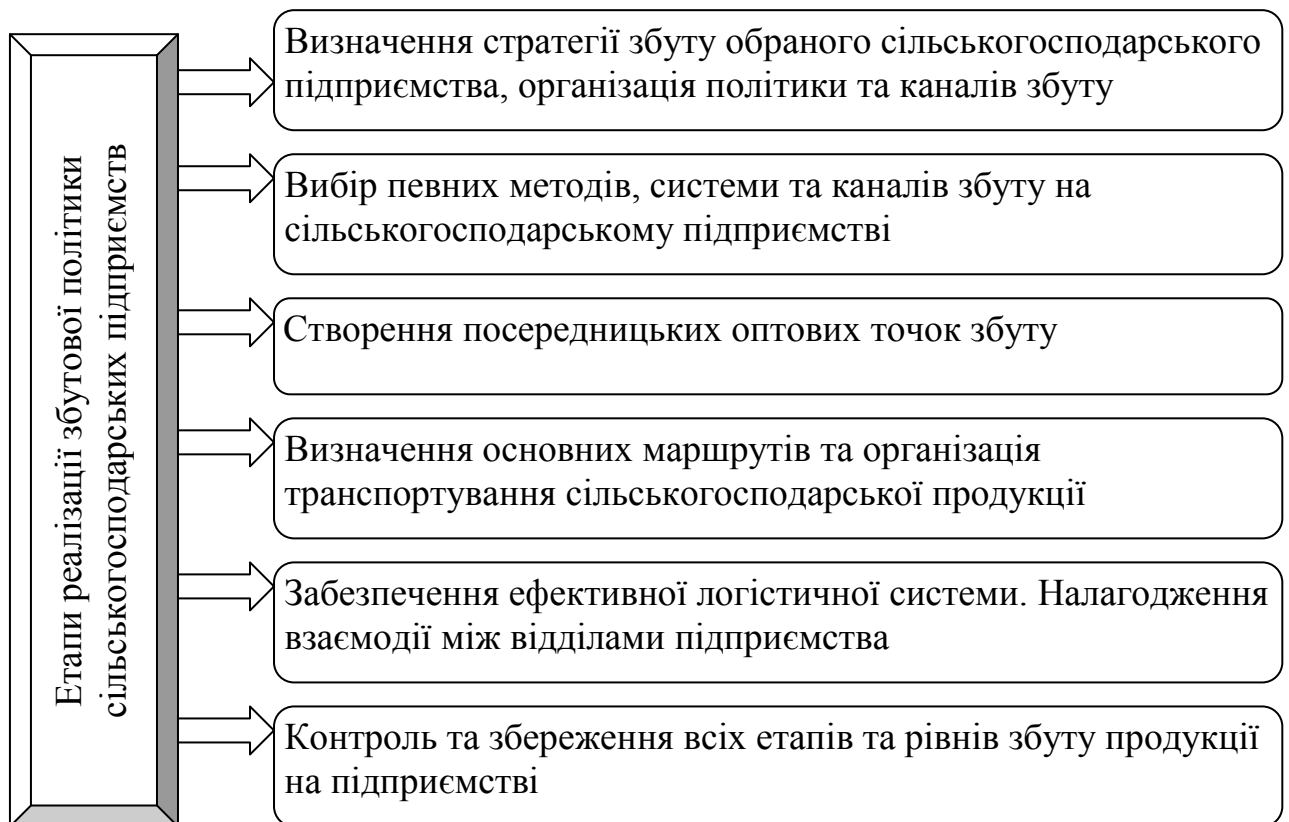 Етапи реалізації збутової політики
сільськогосподарських підприємств
Визначення стратегії збуту обраного сільськогосподарського
підприємства, організація політики та каналів збуту
Вибір певних методів, системи та каналів збуту на
сільськогосподарському підприємстві
Створення посередницьких оптових точок збуту
Визначення основних маршрутів та організація
транспортування сільськогосподарської продукції
Забезпечення ефективної логістичної системи. Налагодження
взаємодії між відділами підприємства
Контроль та збереження всіх етапів та рівнів збуту продукції
на підприємстві